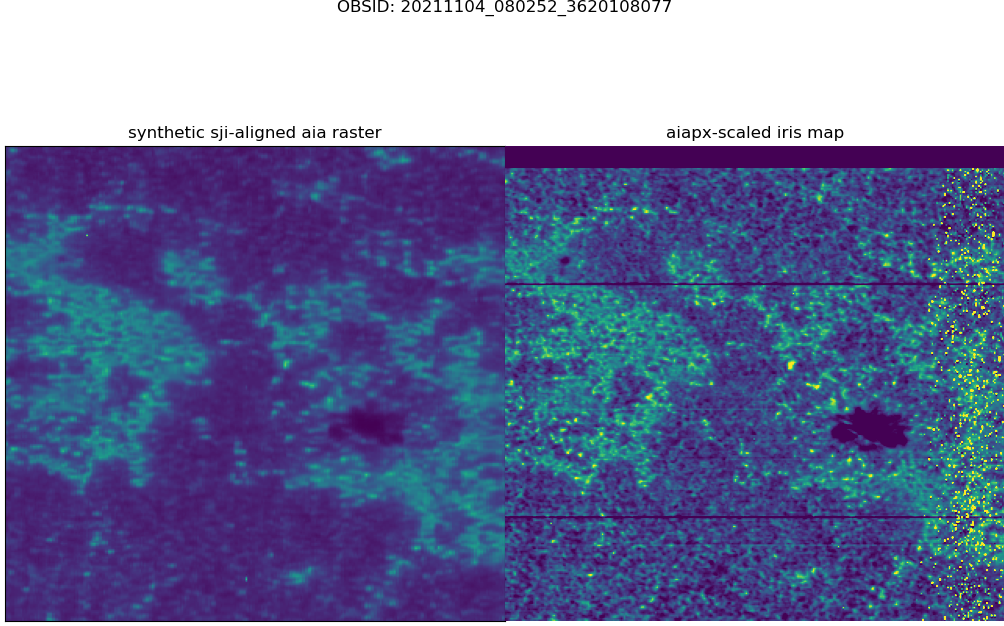 OBSID: 20211104_080252_3620108077
synthetic sji-aligned aia raster
aiapx-scaled iris map